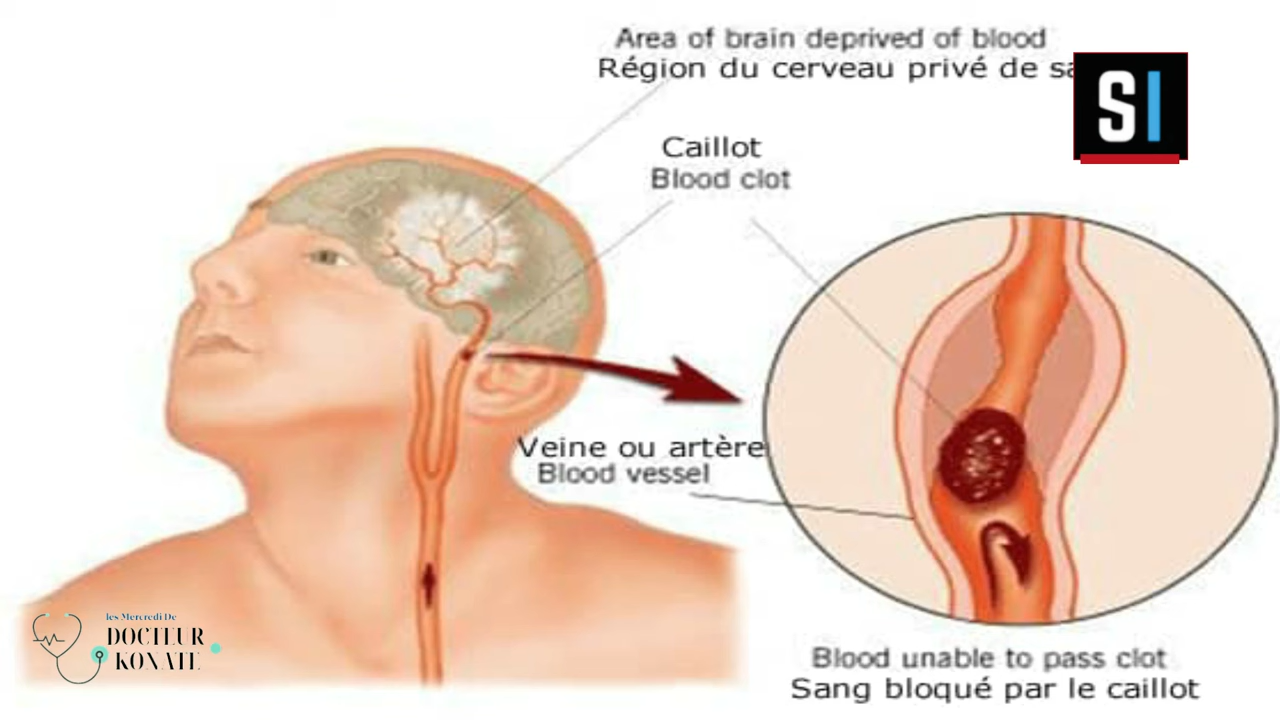 Area of brain deprived of blood
Région du cerveau privé de
SI
Caillot
Blood clot
Veine ou artère
Blood vessel
les Mercredi De
DOCTEUR
KONATE
Blood unable to pass clot
Sang bloqué par le caillot